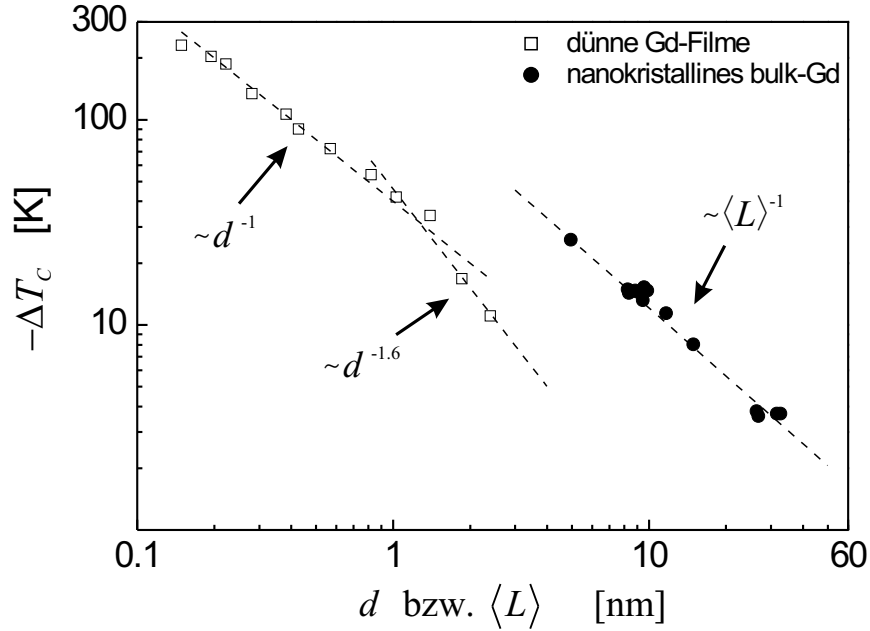 300
100
10
−ΔT_C [K]
□ dünne Gd-Filme
● nanokristallines bulk-Gd
~d^-1
~d^-1.6
~⟨L⟩^-1
0.1 1 10 60
d bzw. ⟨L⟩ [nm]